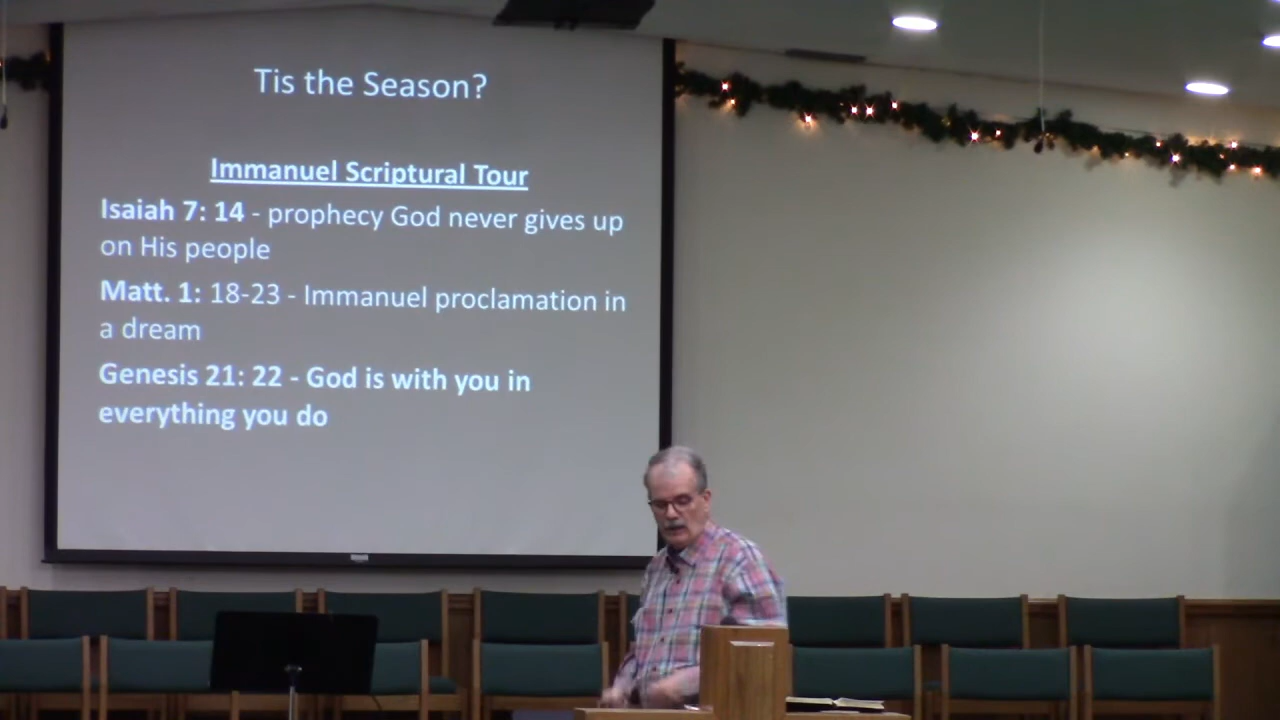 Tis the Season?
Immanuel Scriptural Tour
Isaiah 7: 14 - prophecy God never gives up
on His people
Matt. 1: 18-23 - Immanuel proclamation in
a dream
Genesis 21: 22 - God is with you in
everything you do